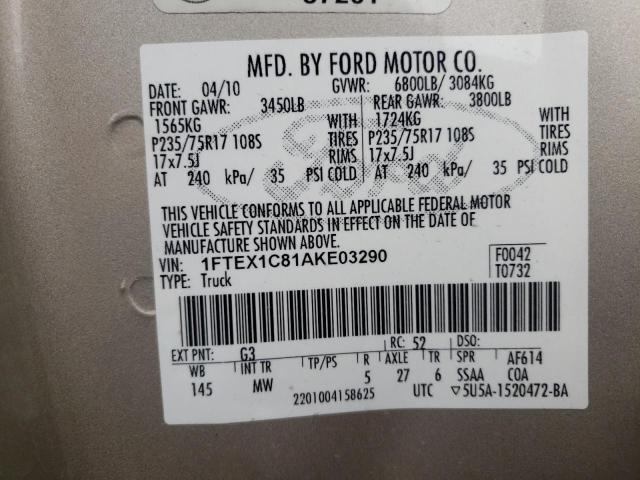 MFD. BY FORD MOTOR CO.
DATE: 04/10 GVWR: 6800LB/ 3084KG
FRONT GAWR: 3450LB REAR GAWR: 3800LB
1565KG WITH 1724KG WITH
P235/75R17 108S TIRES P235/75R17 108S TIRES
17x7.5J RIMS 17x7.5J RIMS
AT 240 kPa/ 35 PSI COLD AT 240 kPa/ 35 PSI COLD
THIS VEHICLE CONFORMS TO ALL APPLICABLE FEDERAL MOTOR
VEHICLE SAFETY STANDARDS IN EFFECT ON THE DATE OF
MANUFACTURE SHOWN ABOVE.
VIN: 1FTEX1C81AKE03290 F0042
TYPE: Truck T0732
EXT PNT: G3 RC: 52 DSO:
WB INT TR TP/PS R AXLE TR SPR AF614
145 MW 5 27 6 SSAA COA
2201004158625 UTC ▽5U5A-1520472-BA
Ford